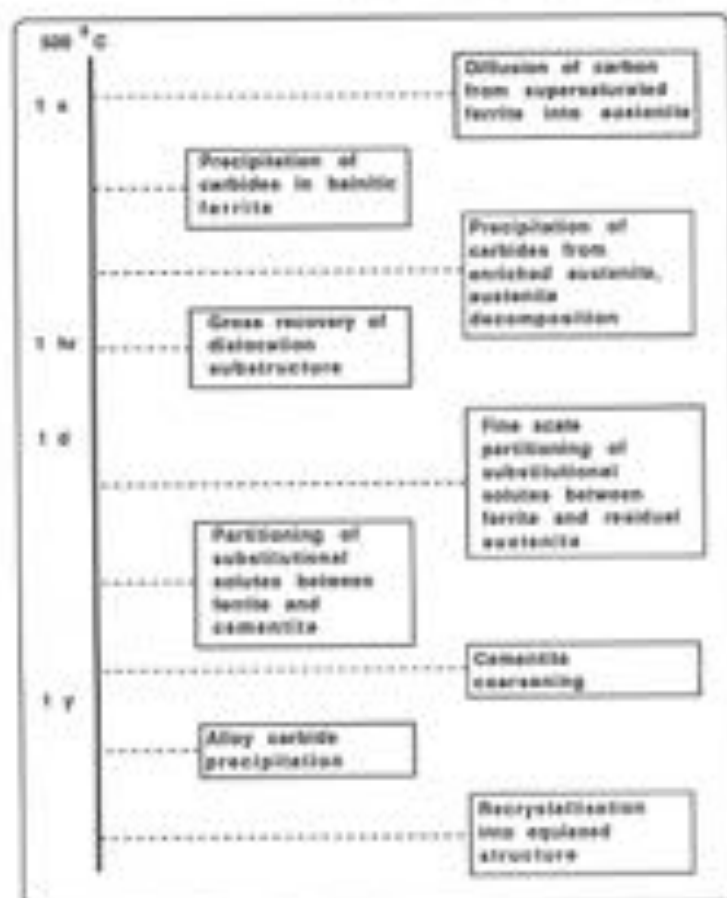 500 °C
Diffusion of carbon
from supersaturated
ferrite into austenite
1 s
Precipitation of
carbides in bainitic
ferrite
Precipitation of
carbides from
enriched austenite,
austenite
decomposition
Gross recovery of
dislocation
substructure
1 hr
1 d
Fine scale
partitioning of
substitutional
solutes between
ferrite and residual
austenite
Partitioning of
substitutional
solutes between
ferrite and
cementite
Cementite
coarsening
1 y
Alloy carbide
precipitation
Recrystallisation
into equiaxed
structure